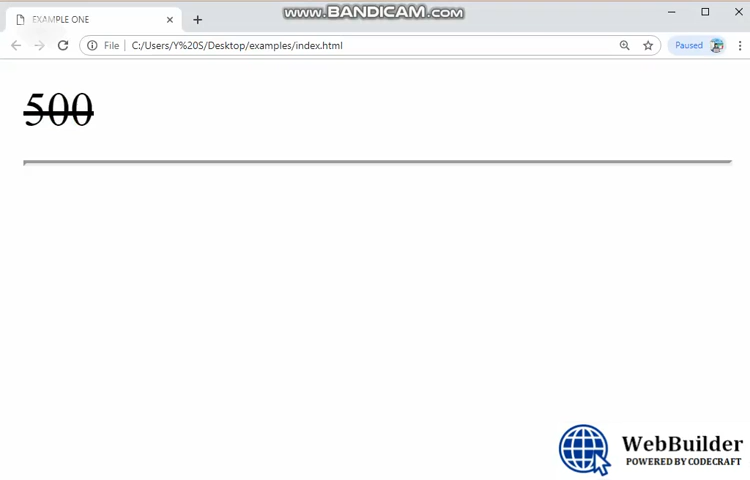 EXAMPLE ONE
www.BANDICAM.com
File
C:/Users/Y%20S/Desktop/examples/index.html
Paused
500
WebBuilder
POWERED BY CODECRAFT